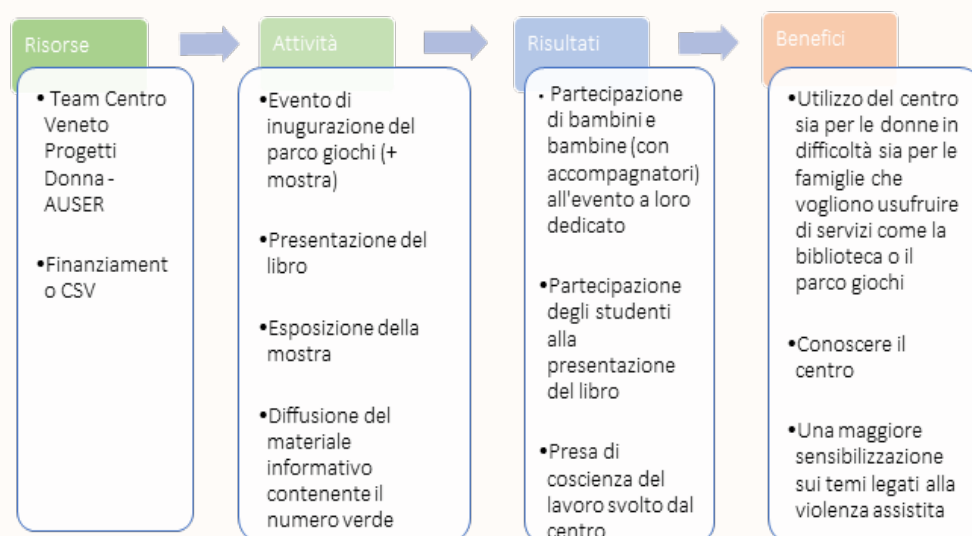 Risorse
• Team Centro
Veneto
Progetti
Donna -
AUSER
•Finanziament
o CSV
Attività
•Evento di
inugurazione del
parco giochi (+
mostra)
•Presentazione del
libro
•Esposizione della
mostra
•Diffusione del
materiale
informativo
contenente il
numero verde
Risultati
• Partecipazione
di bambini e
bambine (con
accompagnatori)
all'evento a loro
dedicato
•Partecipazione
degli studenti
alla
presentazione
del libro
•Presa di
coscienza del
lavoro svolto dal
centro
Benefici
•Utilizzo del centro
sia per le donne in
difficoltà sia per le
famiglie che
vogliono usufruire
di servizi come la
biblioteca o il
parco giochi
•Conoscere il
centro
•Una maggiore
sensibilizzazione
sui temi legati alla
violenza assistita